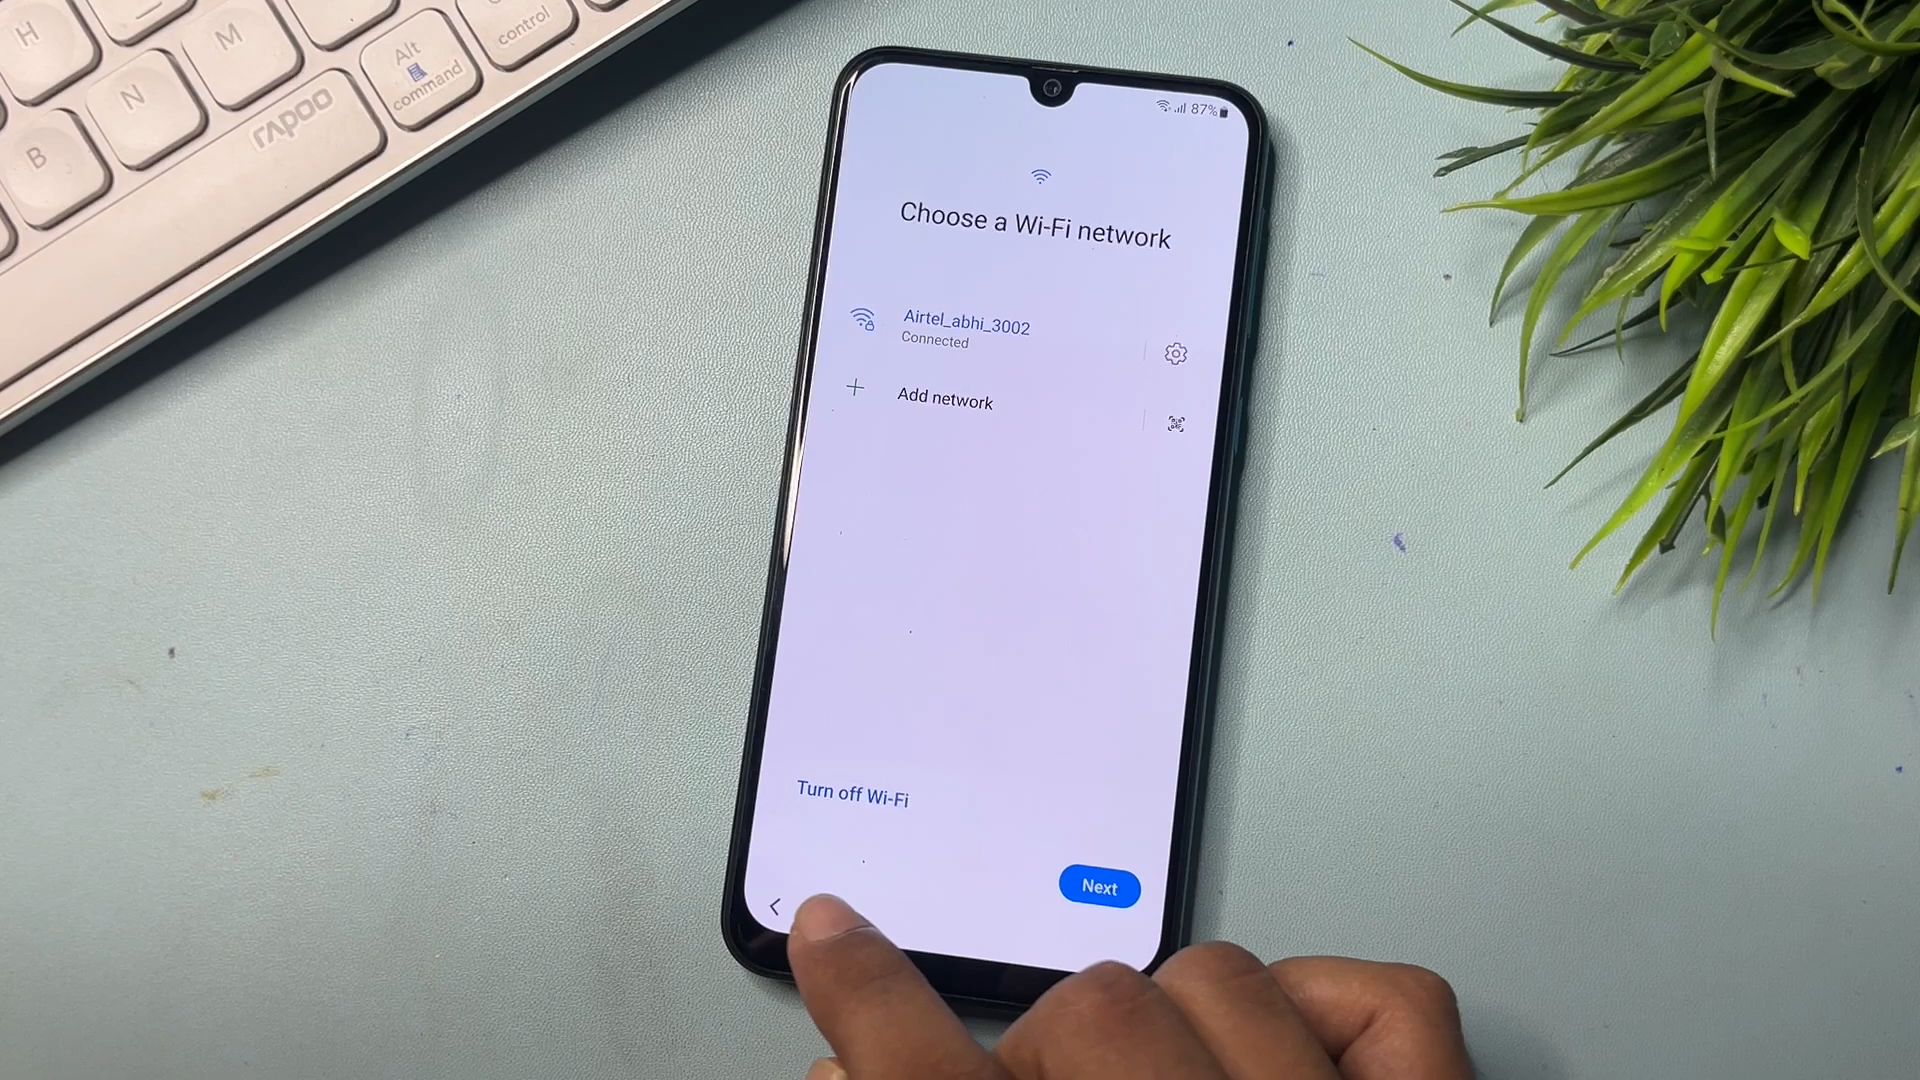 H
N
M
B
Alt
command
control
rapoo
87%
Choose a Wi-Fi network
Airtel_abhi_3002
Connected
Add network
Turn off Wi-Fi
Next